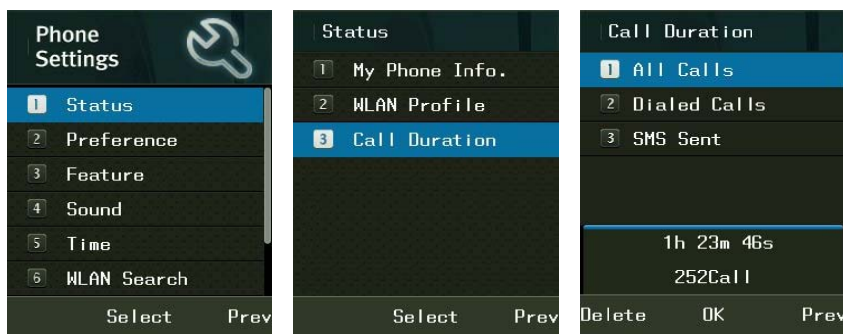 Phone
Settings
1 Status
2 Preference
3 Feature
4 Sound
5 Time
6 WLAN Search
Select Prev
Status
1 My Phone Info.
2 WLAN Profile
3 Call Duration
Select Prev
Call Duration
1 All Calls
2 Dialed Calls
3 SMS Sent
1h 23m 46s
252Call
Delete OK Prev